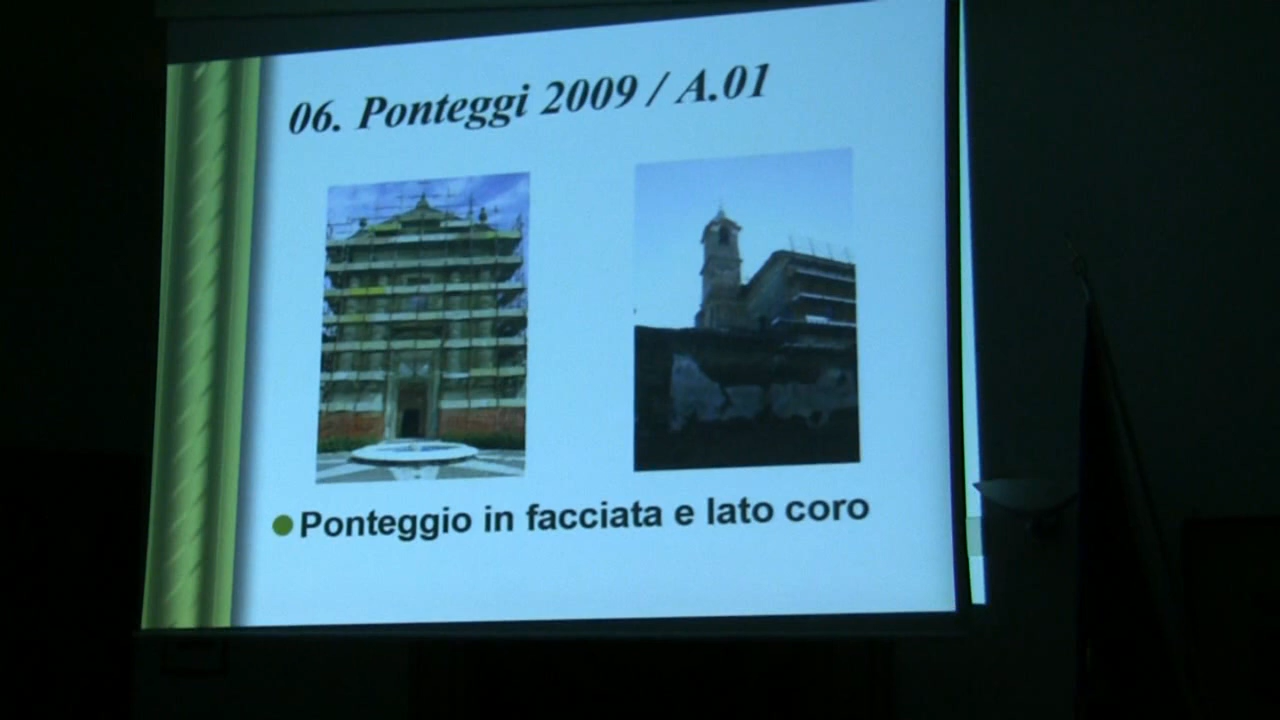 06. Ponteggi 2009 / A.01
Ponteggio in facciata e lato coro